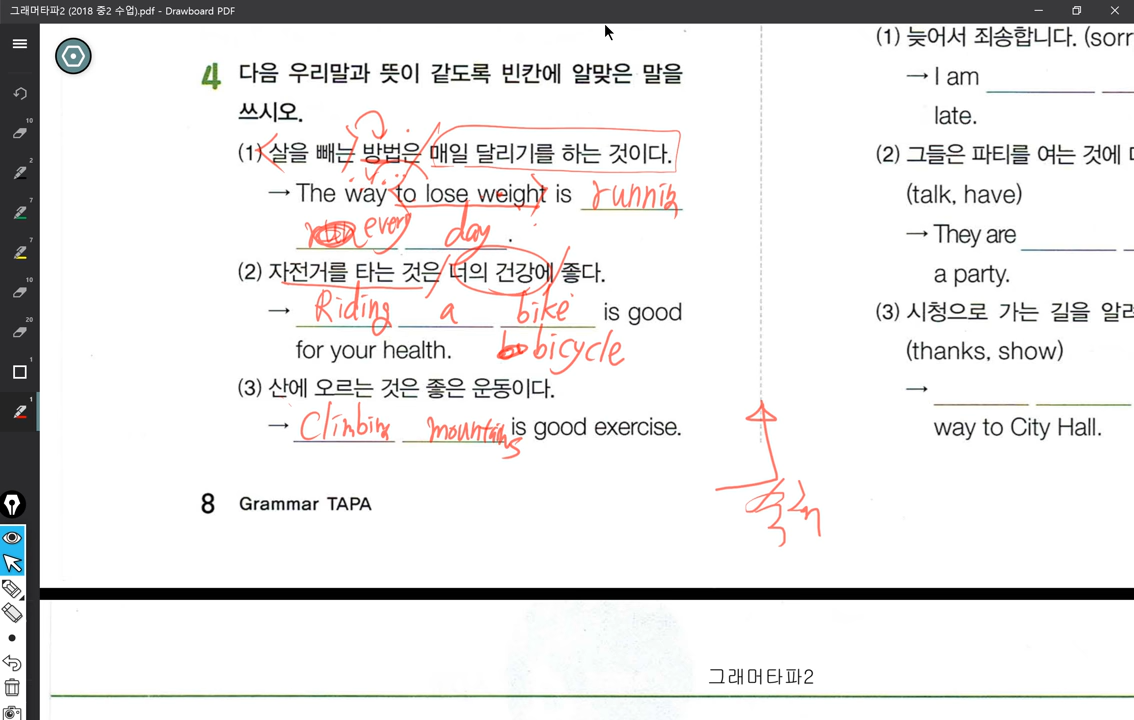 그래머타파2 (2018 중2 수업).pdf - Drawboard PDF
4 다음 우리말과 뜻이 같도록 빈칸에 알맞은 말을
쓰시오.
(1) 살을 빼는 방법은 매일 달리기를 하는 것이다.
→ The way to lose weight is running
every day .
(2) 자전거를 타는 것은 너의 건강에 좋다.
→ Riding a bike is good
for your health. bicycle
(3) 산에 오르는 것은 좋은 운동이다.
→ Climbing mountains is good exercise.
8 Grammar TAPA
(1) 늦어서 죄송합니다. (sorr
→ I am
late.
(2) 그들은 파티를 여는 것에
(talk, have)
→ They are
a party.
(3) 시청으로 가는 길을 알려
(thanks, show)
→
way to City Hall.
그래머타파2
10
2
7
7
10
20
1
1